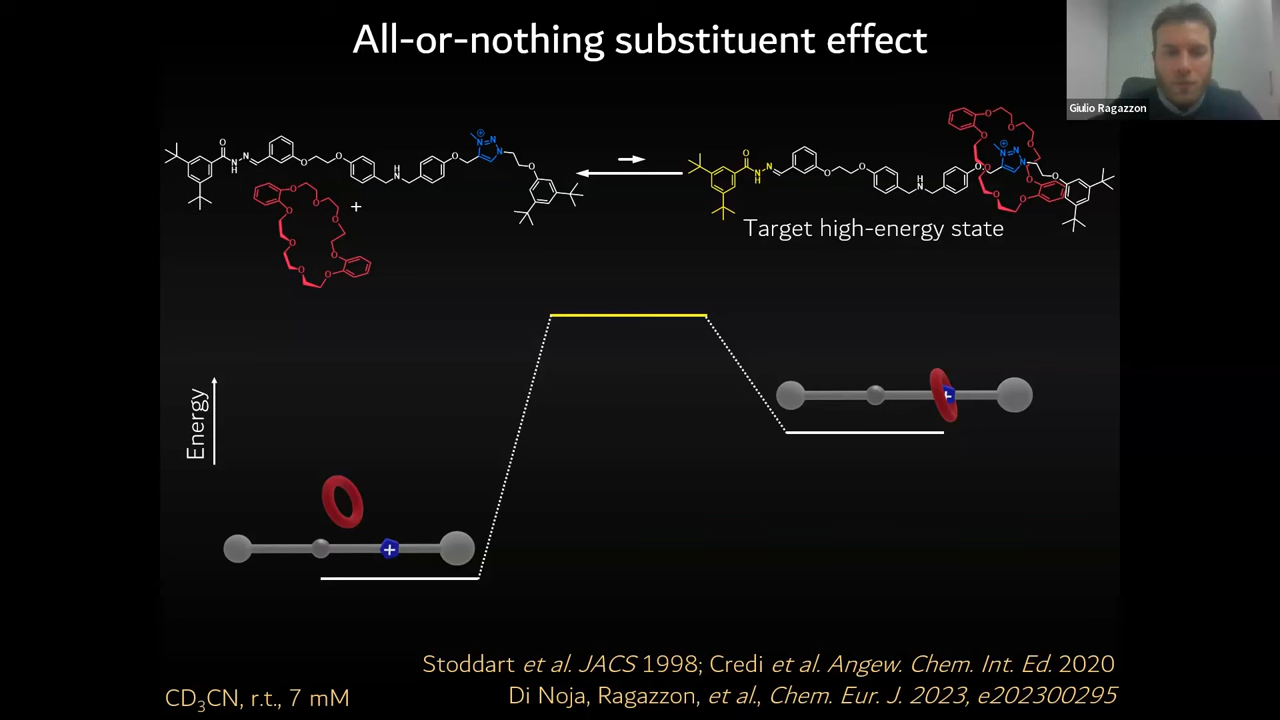 All-or-nothing substituent effect
Giulio Ragazzon
Target high-energy state
Energy
Stoddart et al. JACS 1998; Credi et al. Angew. Chem. Int. Ed. 2020
CD₃CN, r.t., 7 mM
Di Noja, Ragazzon, et al., Chem. Eur. J. 2023, e202300295